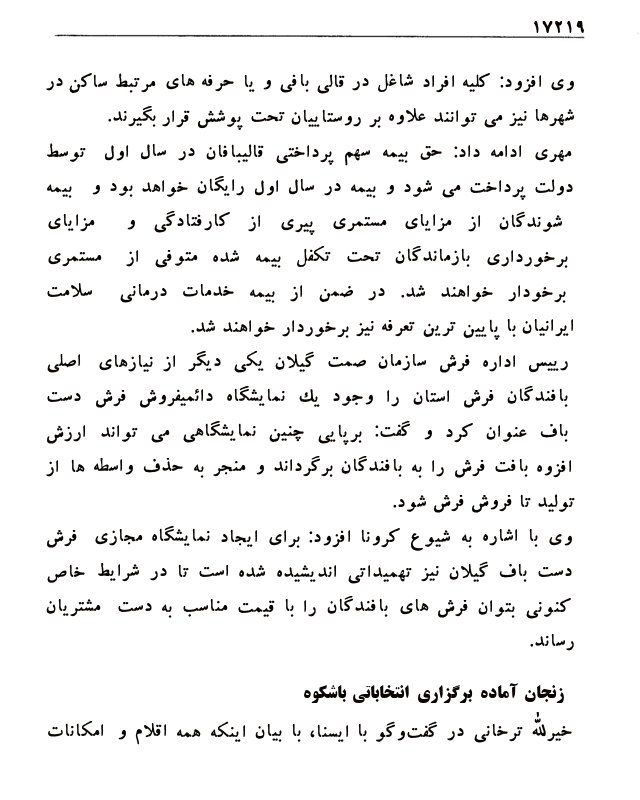 ۱۷۲۱۹
وی افزود: کلیه افراد شاغل در قالی بافی و یا حرفه های مرتبط ساکن در
شهرها نیز می توانند علاوه بر روستاییان تحت پوشش قرار بگیرند.
مهری ادامه داد: حق بیمه سهم پرداختی قالیبافان در سال اول توسط
دولت پرداخت می شود و بیمه در سال اول رایگان خواهد بود و بیمه
شوندگان از مزایای مستمری پیری از کارفتادگی و مزایای
برخورداری بازماندگان تحت تکفل بیمه شده متوفی از مستمری
برخودار خواهند شد. در ضمن از بیمه خدمات درمانی سلامت
ایرانیان با پایین ترین تعرفه نیز برخوردار خواهند شد.
رییس اداره فرش سازمان صمت گیلان یکی دیگر از نیازهای اصلی
بافندگان فرش استان را وجود یك نمایشگاه دائمیفروش فرش دست
باف عنوان کرد و گفت: برپایی چنین نمایشگاهی می تواند ارزش
افزوه بافت فرش را به بافندگان برگرداند و منجر به حذف واسطه ها از
تولید تا فروش فرش شود.
وی با اشاره به شیوع کرونا افزود: برای ایجاد نمایشگاه مجازی فرش
دست باف گیلان نیز تهمیداتی اندیشیده شده است تا در شرایط خاص
کنونی بتوان فرش های بافندگان را با قیمت مناسب به دست مشتریان
رساند.
زنجان آماده برگزاری انتخاباتی باشکوه
خیرالله ترخانی در گفت‌وگو با ایسنا، با بیان اینکه همه اقلام و امکانات